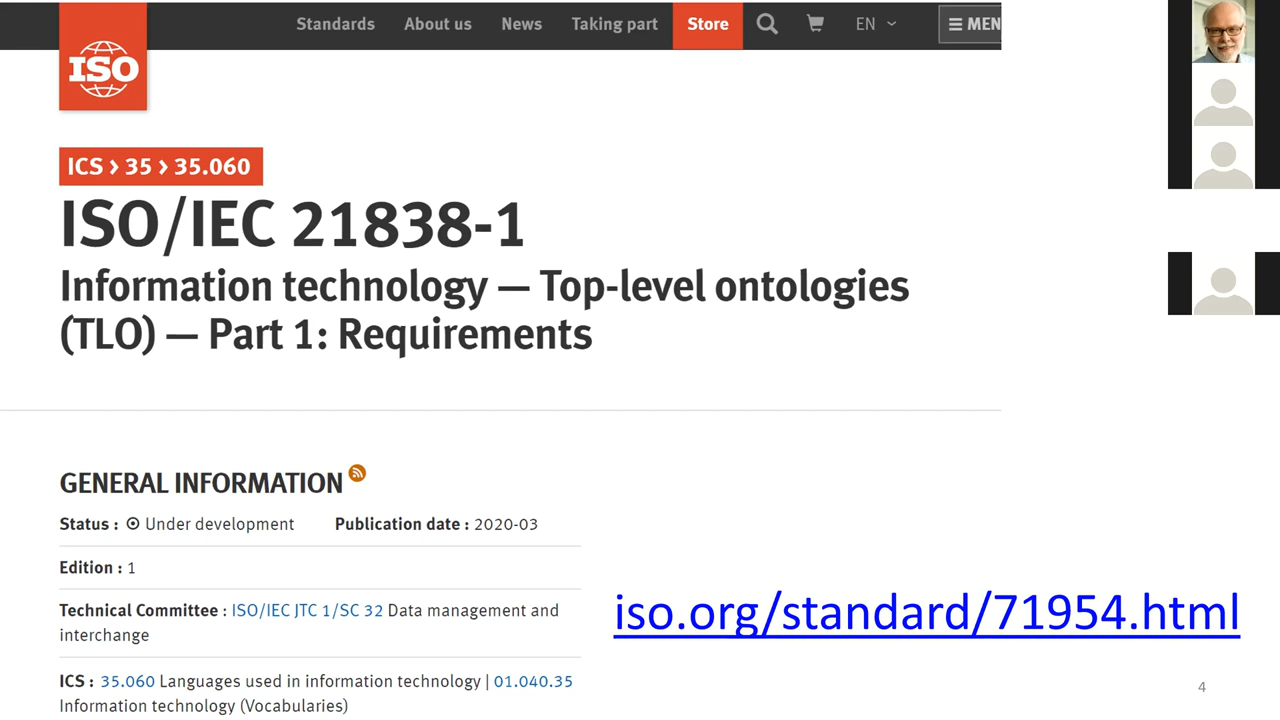 Standards About us News Taking part Store EN MEN
ISO
ICS › 35 › 35.060
ISO/IEC 21838-1
Information technology — Top-level ontologies
(TLO) — Part 1: Requirements
GENERAL INFORMATION
Status : Under development Publication date : 2020-03
Edition : 1
Technical Committee : ISO/IEC JTC 1/SC 32 Data management and
interchange
iso.org/standard/71954.html
ICS : 35.060 Languages used in information technology | 01.040.35
Information technology (Vocabularies)
4